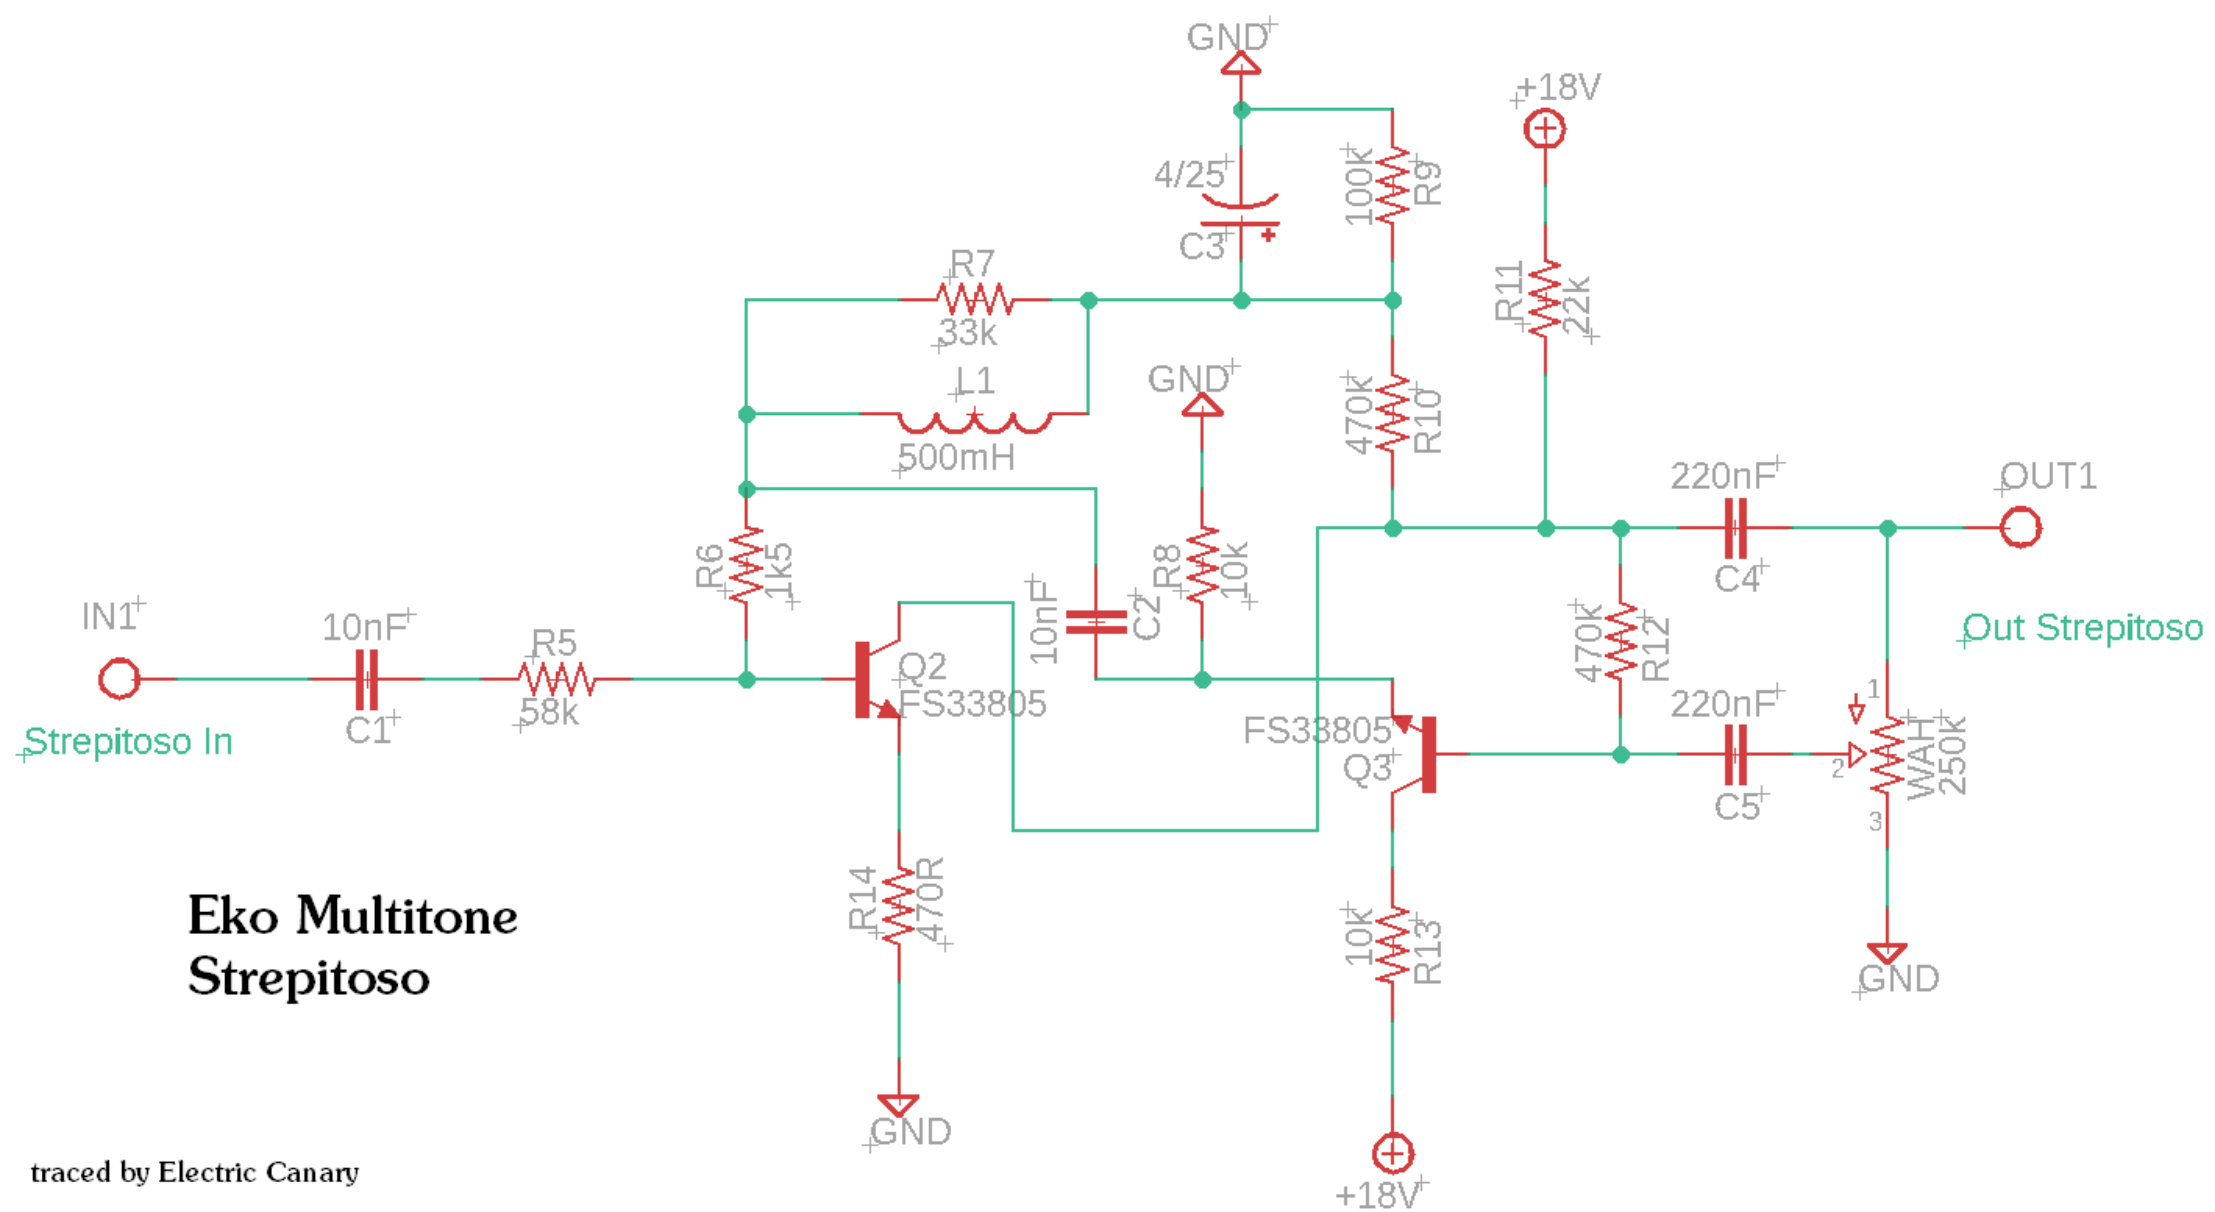 GND
+18V
4/25
100k
R9
C3
R7
33k
R11
22k
L1
500mH
GND
470k
R10
220nF
OUT1
C4
R6
1k5
R8
10k
IN1
10nF
R5
10nF
C2
470k
R12
Out Strepitoso
Q2
FS33805
C1
58k
Strepitoso In
220nF
1
FS33805
Q3
2
WAH
250k
C5
3
R14
470R
10k
R13
GND
Eko Multitone
Strepitoso
GND
traced by Electric Canary
+18V